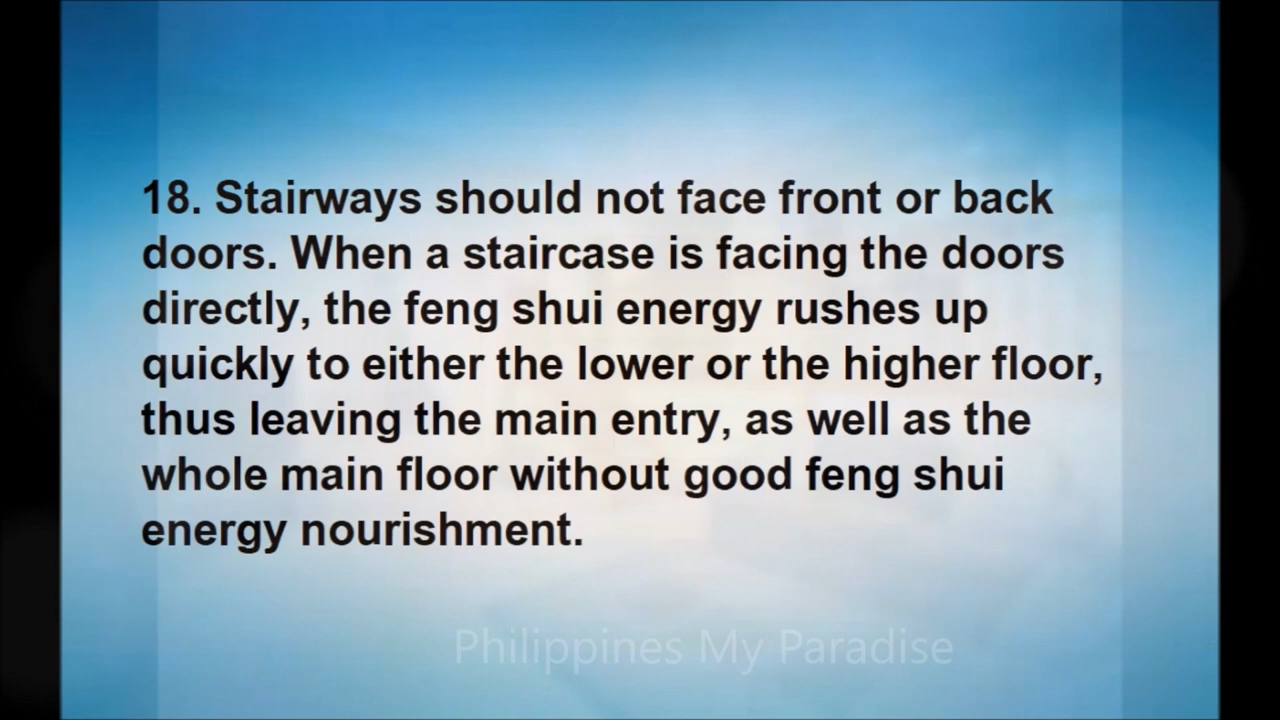 18. Stairways should not face front or back
doors. When a staircase is facing the doors
directly, the feng shui energy rushes up
quickly to either the lower or the higher floor,
thus leaving the main entry, as well as the
whole main floor without good feng shui
energy nourishment.
Philippines My Paradise